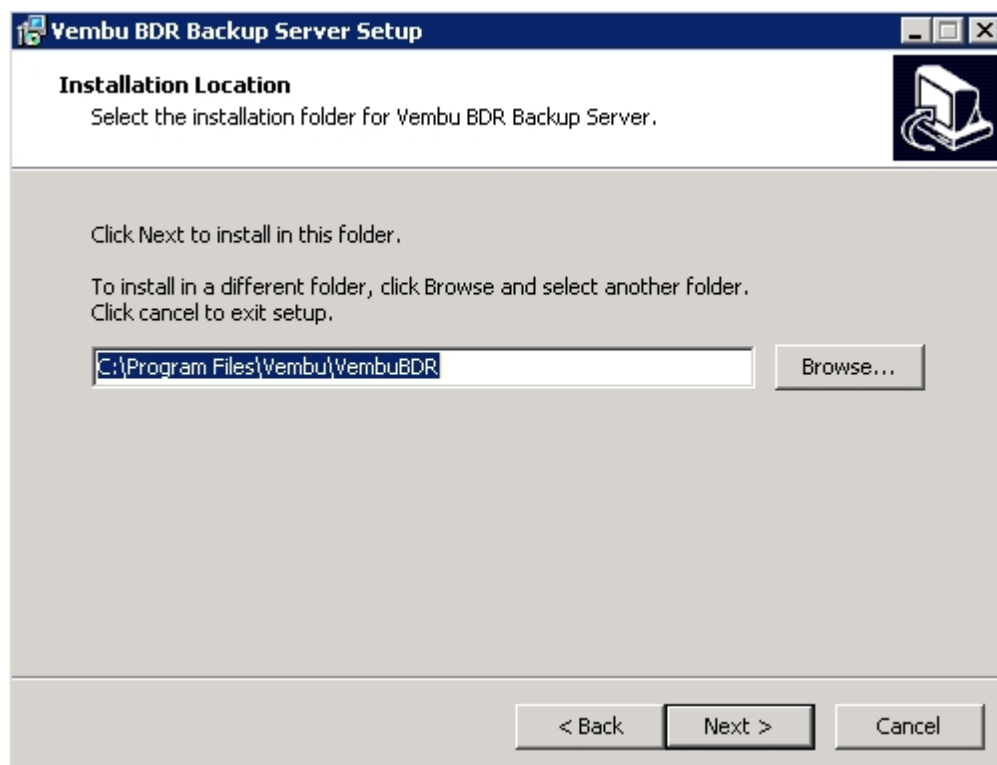 Vembu BDR Backup Server Setup
Installation Location
Select the installation folder for Vembu BDR Backup Server.
Click Next to install in this folder.
To install in a different folder, click Browse and select another folder.
Click cancel to exit setup.
C:\Program Files\Vembu\VembuBDR
Browse...
< Back
Next >
Cancel